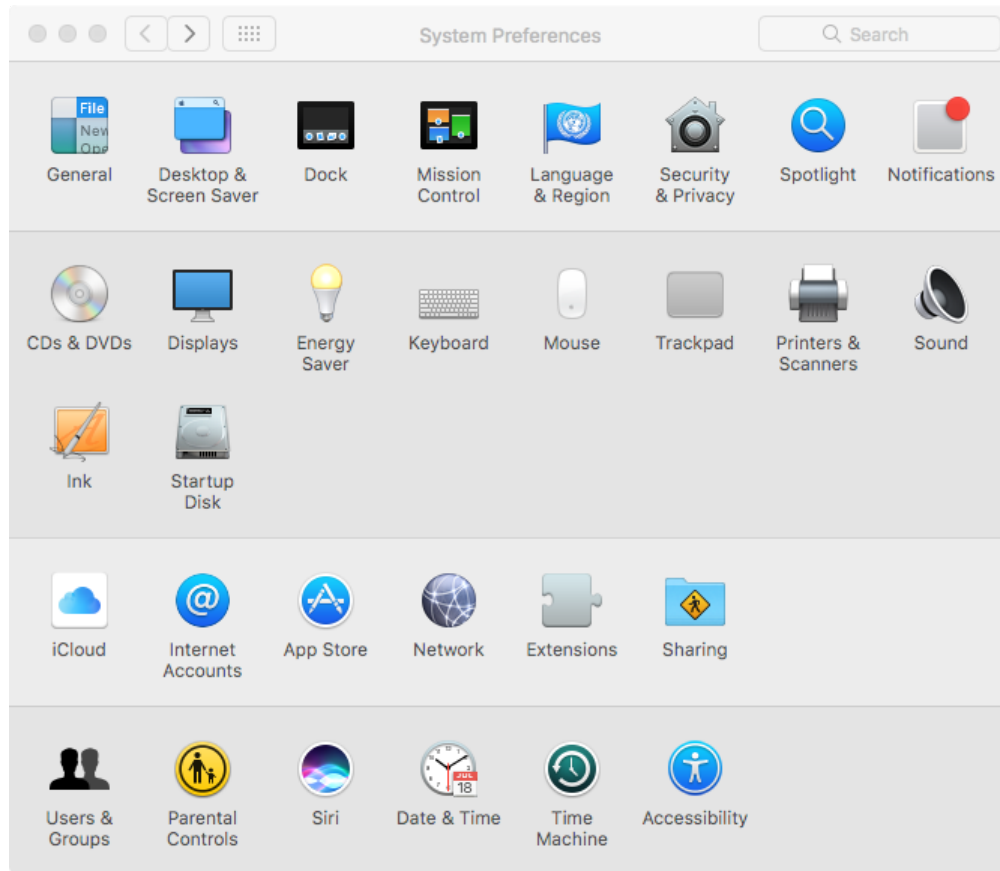 System Preferences
Search
File
New
Ope
General
Desktop &
Screen Saver
Dock
Mission
Control
Language
& Region
Security
& Privacy
Spotlight
Notifications
CDs & DVDs
Displays
Energy
Saver
Keyboard
Mouse
Trackpad
Printers &
Scanners
Sound
Ink
Startup
Disk
iCloud
@
Internet
Accounts
App Store
Network
Extensions
Sharing
Users &
Groups
Parental
Controls
Siri
JUL
18
Date & Time
Time
Machine
Accessibility